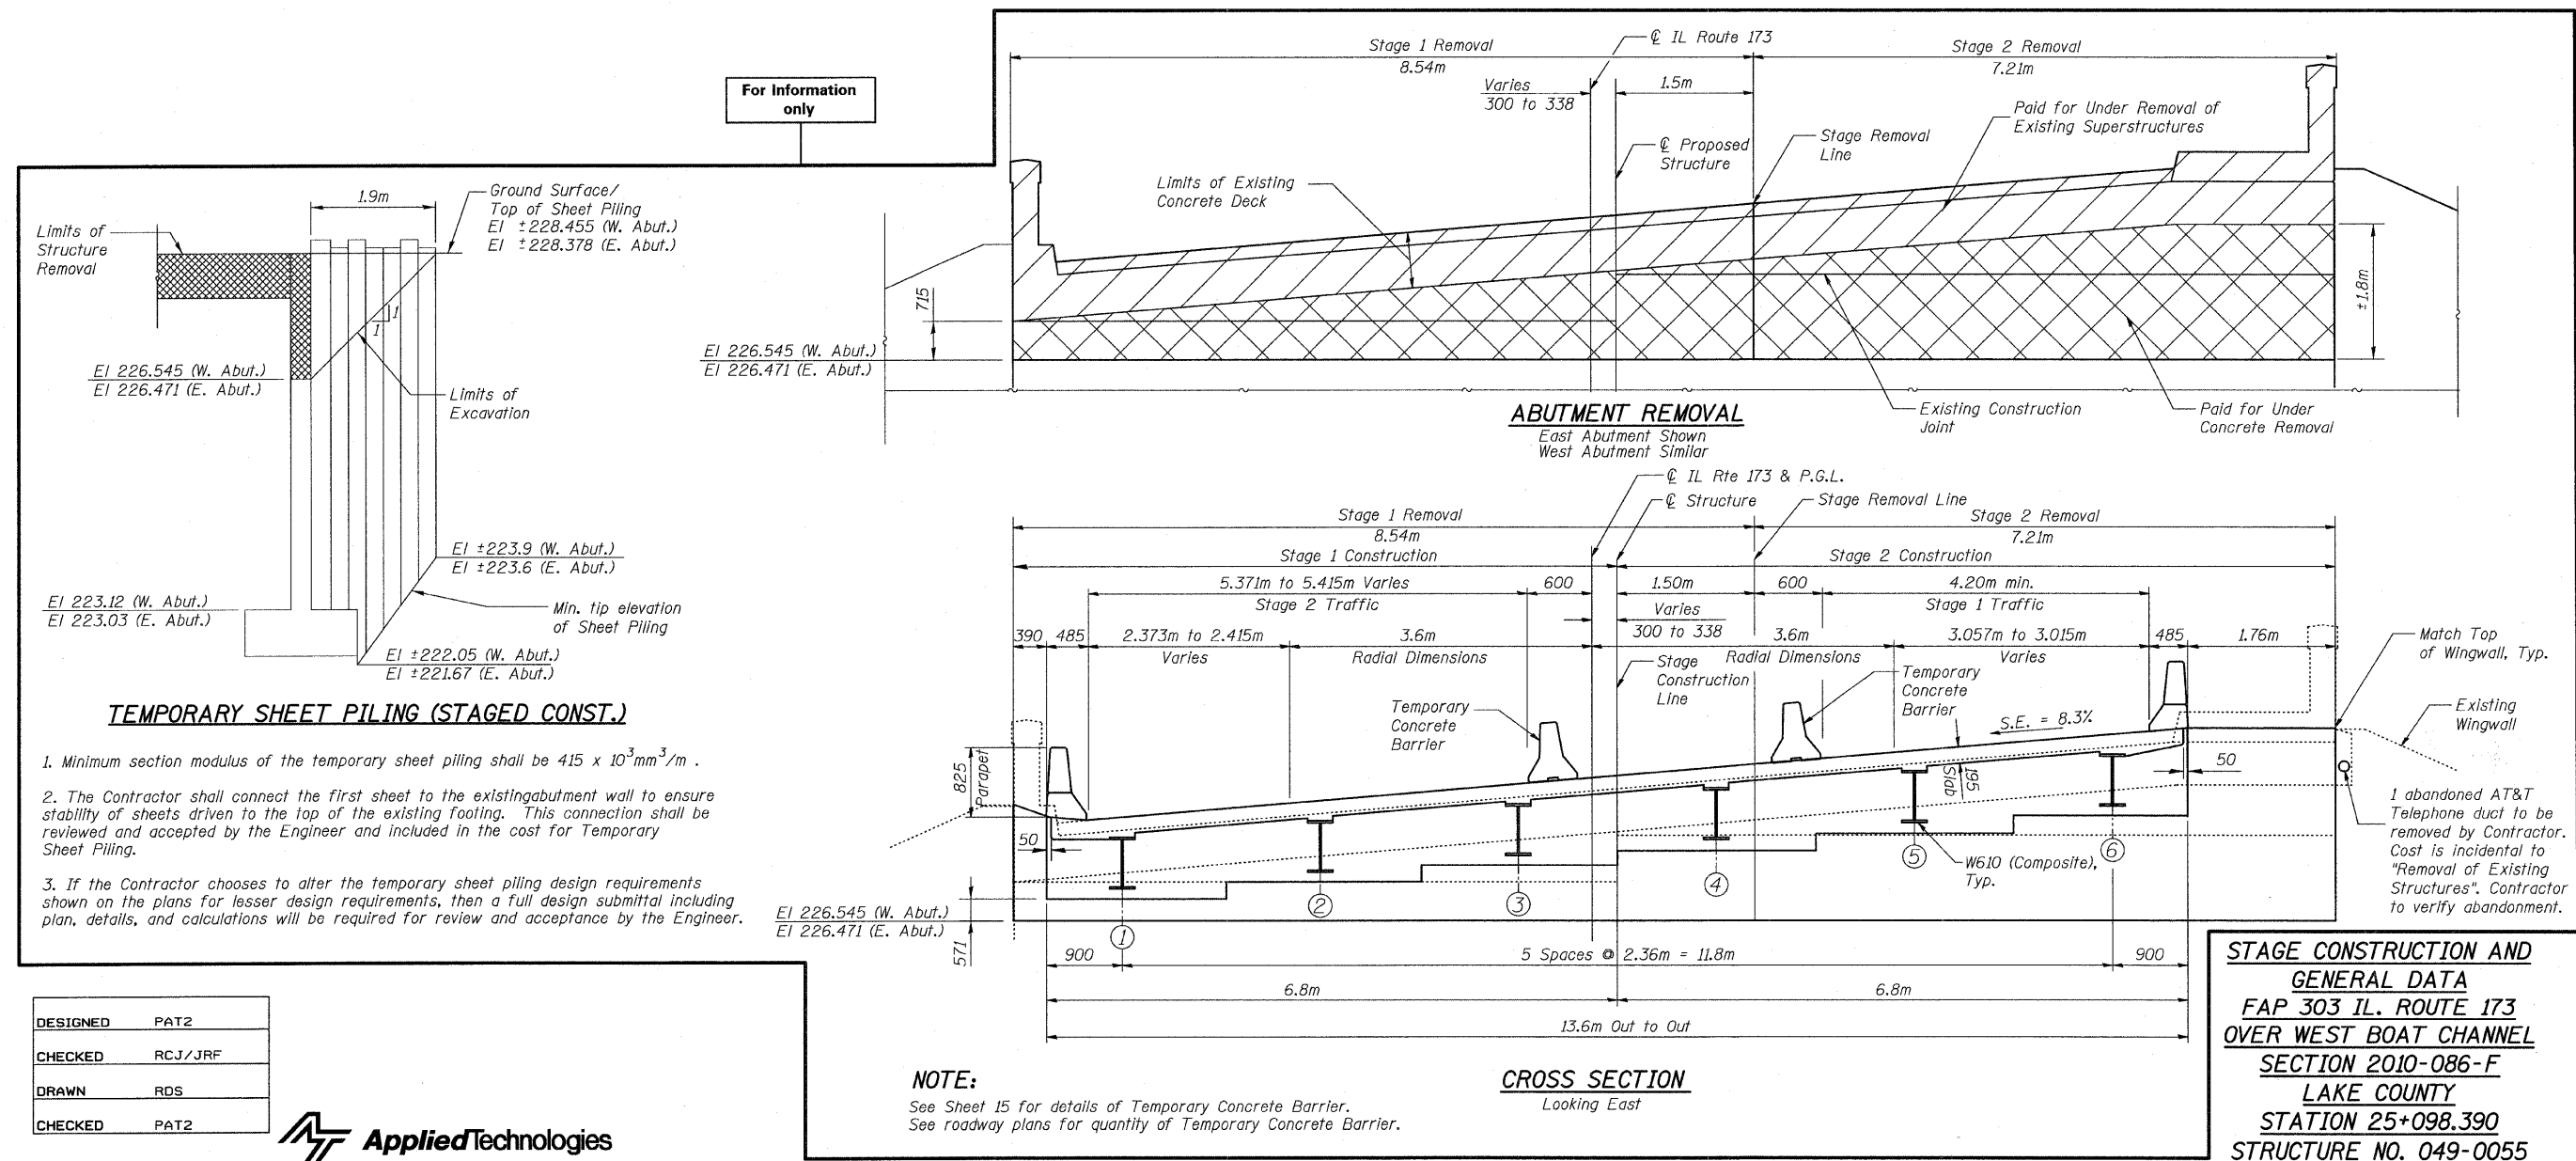 For Information
only
1.9m
Ground Surface/
Top of Sheet Piling
El ±228.455 (W. Abut.)
El ±228.378 (E. Abut.)
Limits of
Structure
Removal
1
1
El 226.545 (W. Abut.)
El 226.471 (E. Abut.)
Limits of
Excavation
El ±223.9 (W. Abut.)
El ±223.6 (E. Abut.)
El 223.12 (W. Abut.)
El 223.03 (E. Abut.)
Min. tip elevation
of Sheet Piling
El ±222.05 (W. Abut.)
El ±221.67 (E. Abut.)
TEMPORARY SHEET PILING (STAGED CONST.)
1. Minimum section modulus of the temporary sheet piling shall be 415 x 10³mm³/m .
2. The Contractor shall connect the first sheet to the existingabutment wall to ensure
stability of sheets driven to the top of the existing footing. This connection shall be
reviewed and accepted by the Engineer and included in the cost for Temporary
Sheet Piling.
3. If the Contractor chooses to alter the temporary sheet piling design requirements
shown on the plans for lesser design requirements, then a full design submittal including
plan, details, and calculations will be required for review and acceptance by the Engineer.
DESIGNED PAT2
CHECKED RCJ/JRF
DRAWN RDS
CHECKED PAT2
AppliedTechnologies
Stage 1 Removal
8.54m
℄ IL Route 173
Stage 2 Removal
7.21m
Varies
300 to 338
1.5m
Paid for Under Removal of
Existing Superstructures
Stage Removal
Line
℄ Proposed
Structure
Limits of Existing
Concrete Deck
715
±1.8m
El 226.545 (W. Abut.)
El 226.471 (E. Abut.)
ABUTMENT REMOVAL
East Abutment Shown
West Abutment Similar
Existing Construction
Joint
Paid for Under
Concrete Removal
℄ IL Rte 173 & P.G.L.
℄ Structure
Stage Removal Line
Stage 1 Removal
8.54m
Stage 2 Removal
7.21m
Stage 1 Construction
Stage 2 Construction
5.371m to 5.415m Varies
Stage 2 Traffic
600
1.50m
600
4.20m min.
Stage 1 Traffic
Varies
300 to 338
390
485
2.373m to 2.415m
Varies
3.6m
Radial Dimensions
3.6m
Radial Dimensions
3.057m to 3.015m
Varies
485
1.76m
Match Top
of Wingwall, Typ.
Stage
Construction
Line
Temporary
Concrete
Barrier
Temporary
Concrete
Barrier
S.E. = 8.3%
Existing
Wingwall
825
Parapet
195
Slab
50
50
1 abandoned AT&T
Telephone duct to be
removed by Contractor.
Cost is incidental to
"Removal of Existing
Structures". Contractor
to verify abandonment.
W610 (Composite),
Typ.
1
2
3
4
5
6
El 226.545 (W. Abut.)
El 226.471 (E. Abut.)
571
900
5 Spaces @ 2.36m = 11.8m
900
6.8m
6.8m
13.6m Out to Out
NOTE:
See Sheet 15 for details of Temporary Concrete Barrier.
See roadway plans for quantity of Temporary Concrete Barrier.
CROSS SECTION
Looking East
STAGE CONSTRUCTION AND
GENERAL DATA
FAP 303 IL. ROUTE 173
OVER WEST BOAT CHANNEL
SECTION 2010-086-F
LAKE COUNTY
STATION 25+098.390
STRUCTURE NO. 049-0055